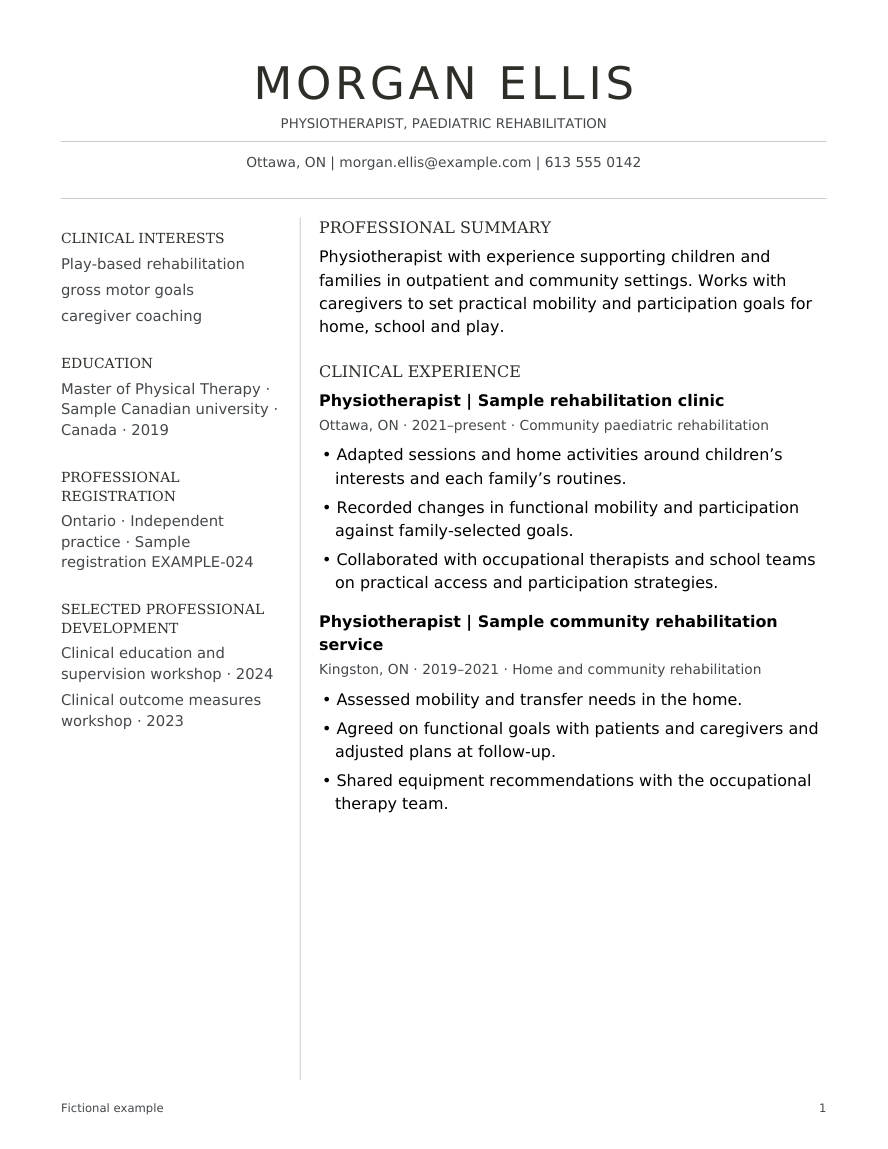 MORGAN ELLIS
PHYSIOTHERAPIST, PAEDIATRIC REHABILITATION
Ottawa, ON | morgan.ellis@example.com | 613 555 0142
CLINICAL INTERESTS
Play-based rehabilitation
gross motor goals
caregiver coaching
EDUCATION
Master of Physical Therapy ·
Sample Canadian university ·
Canada · 2019
PROFESSIONAL
REGISTRATION
Ontario · Independent
practice · Sample
registration EXAMPLE-024
SELECTED PROFESSIONAL
DEVELOPMENT
Clinical education and
supervision workshop · 2024
Clinical outcome measures
workshop · 2023
PROFESSIONAL SUMMARY
Physiotherapist with experience supporting children and
families in outpatient and community settings. Works with
caregivers to set practical mobility and participation goals for
home, school and play.
CLINICAL EXPERIENCE
Physiotherapist | Sample rehabilitation clinic
Ottawa, ON · 2021–present · Community paediatric rehabilitation
• Adapted sessions and home activities around children’s
interests and each family’s routines.
• Recorded changes in functional mobility and participation
against family-selected goals.
• Collaborated with occupational therapists and school teams
on practical access and participation strategies.
Physiotherapist | Sample community rehabilitation
service
Kingston, ON · 2019–2021 · Home and community rehabilitation
• Assessed mobility and transfer needs in the home.
• Agreed on functional goals with patients and caregivers and
adjusted plans at follow-up.
• Shared equipment recommendations with the occupational
therapy team.
Fictional example
1